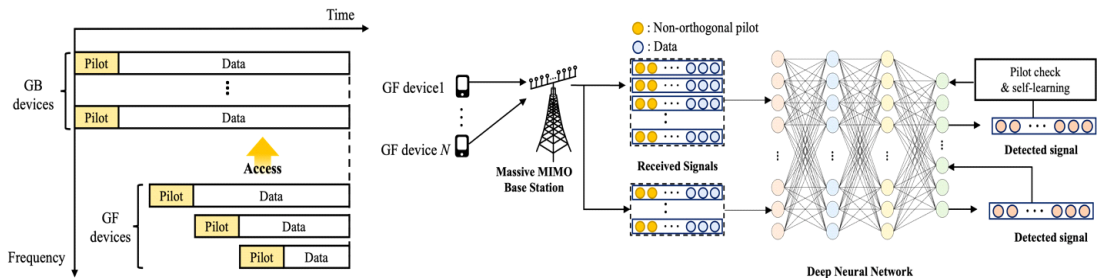 Time
GB
devices
Pilot
Data
Pilot
Data
Access
Pilot
Data
GF
devices
Pilot
Data
Pilot
Data
Frequency
GF device1
GF device N
Massive MIMO
Base Station
: Non-orthogonal pilot
: Data
Received Signals
Pilot check
& self-learning
Detected signal
Detected signal
Deep Neural Network